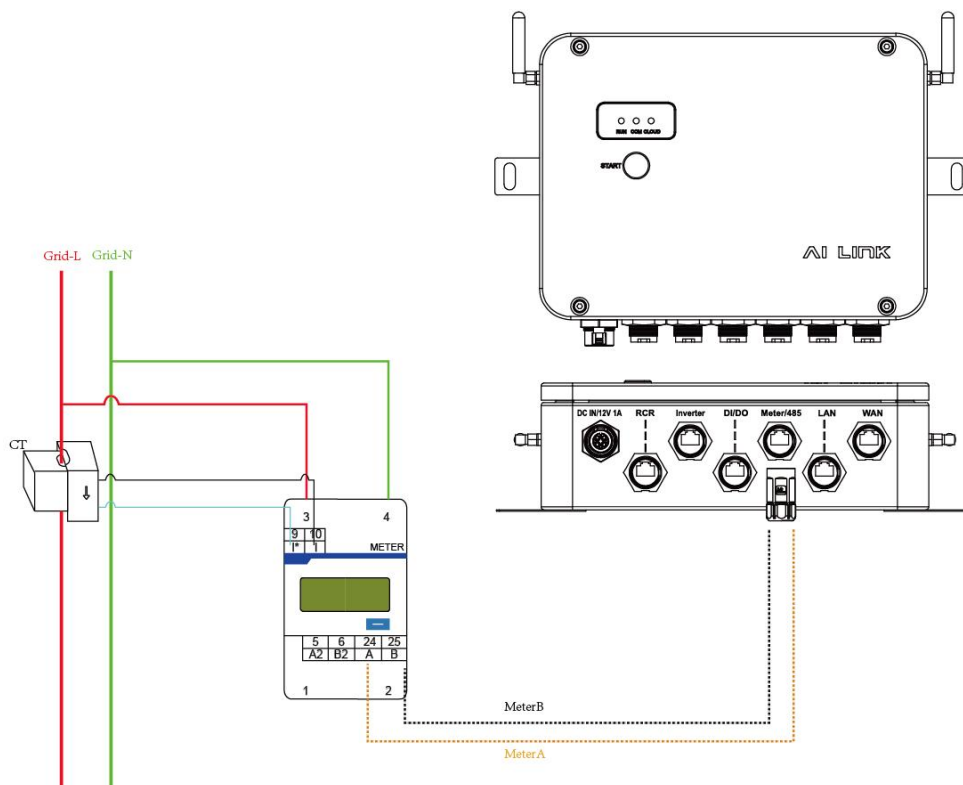 RUN COM CLOUD
START
AI LINK
Grid-L Grid-N
DC IN/12V 1A RCR Inverter DI/DO Meter/485 LAN WAN
CT
3 4
9 10
I* I
METER
5 6 24 25
A2 B2 A B
1 2
MeterB
MeterA